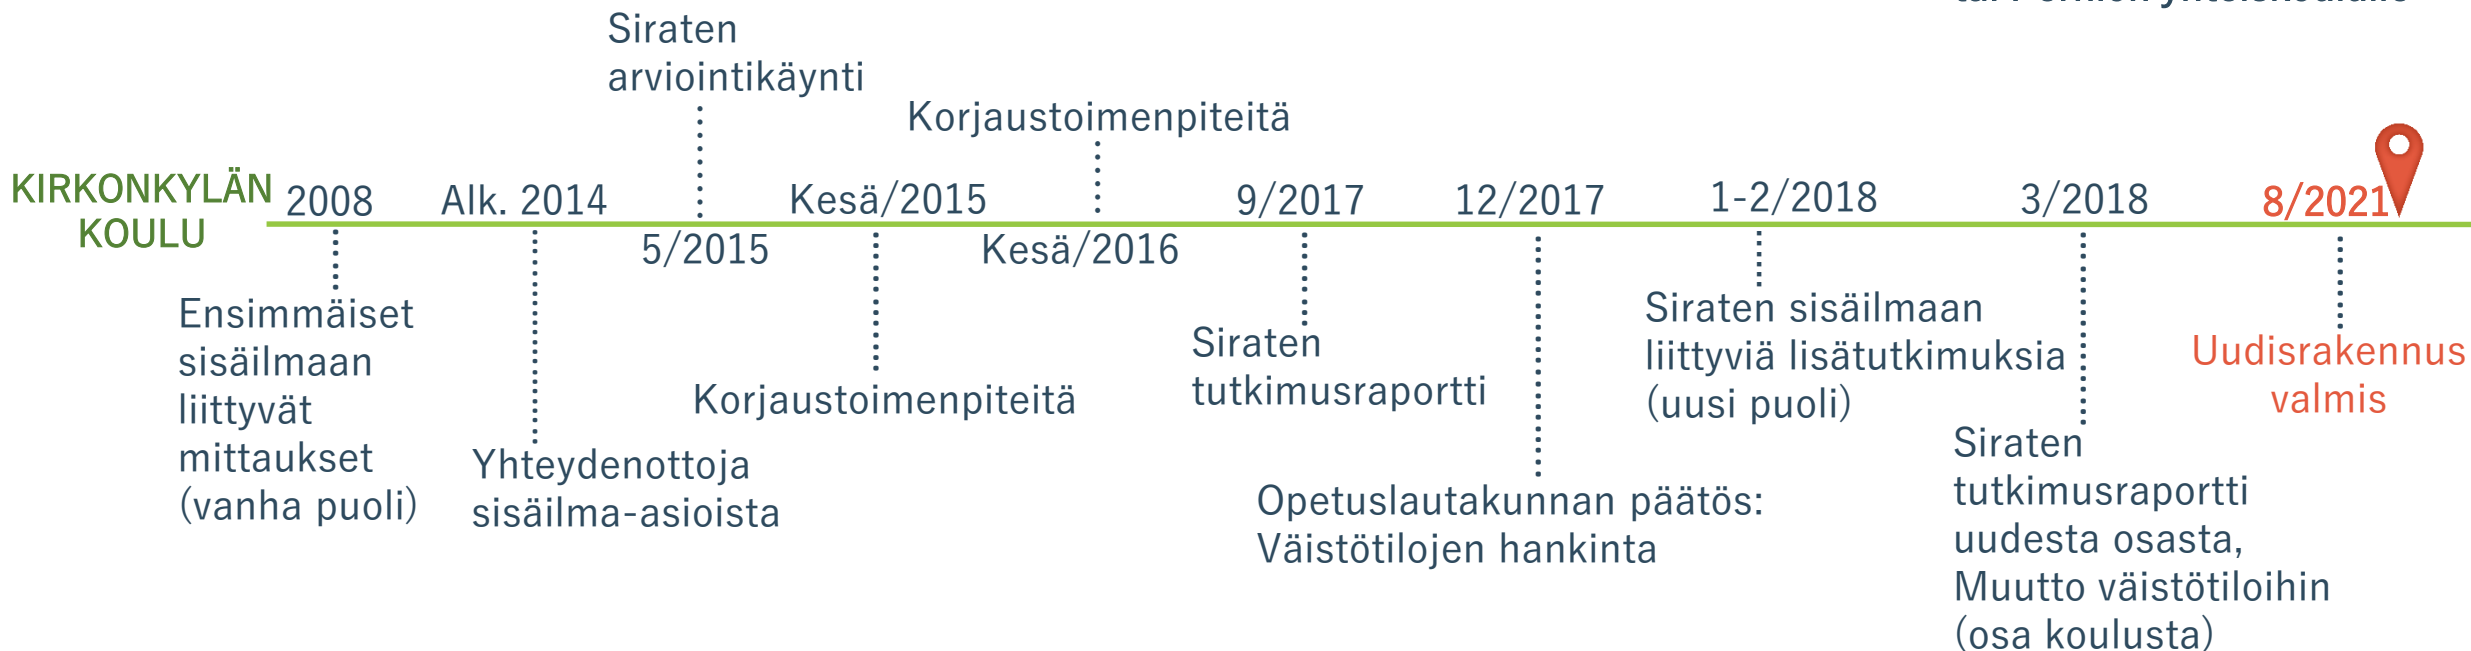 Siraten
arviointikäynti
Korjaustoimenpiteitä
KIRKONKYLÄN
KOULU
2008
Alk. 2014
5/2015
Kesä/2015
Kesä/2016
9/2017
12/2017
1-2/2018
3/2018
8/2021
Ensimmäiset
sisäilmaan
liittyvät
mittaukset
(vanha puoli)
Yhteydenottoja
sisäilma-asioista
Korjaustoimenpiteitä
Siraten
tutkimusraportti
Opetuslautakunnan päätös:
Väistötilojen hankinta
Siraten sisäilmaan
liittyviä lisätutkimuksia
(uusi puoli)
Siraten
tutkimusraportti
uudesta osasta,
Muutto väistötiloihin
(osa koulusta)
Uudisrakennus
valmis